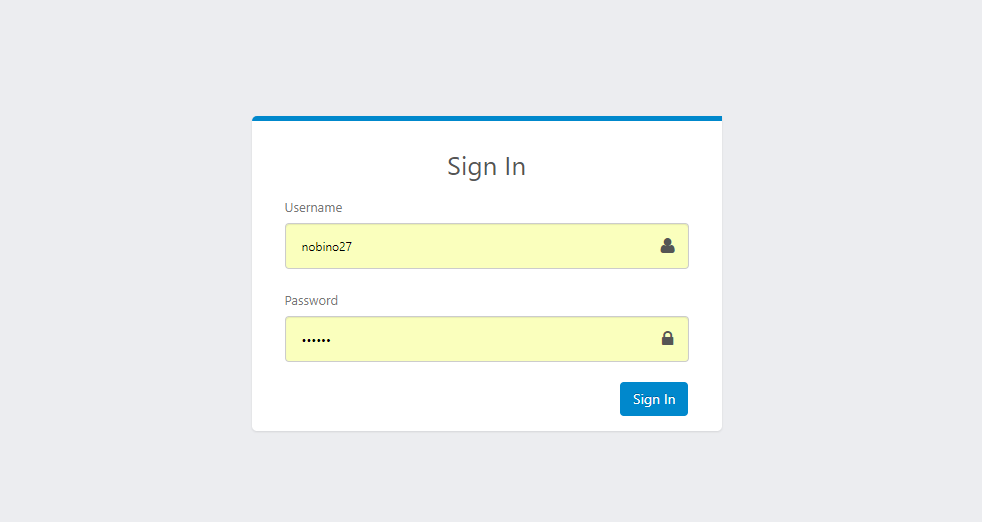 Sign In
Username
nobino27
Password
••••••
Sign In